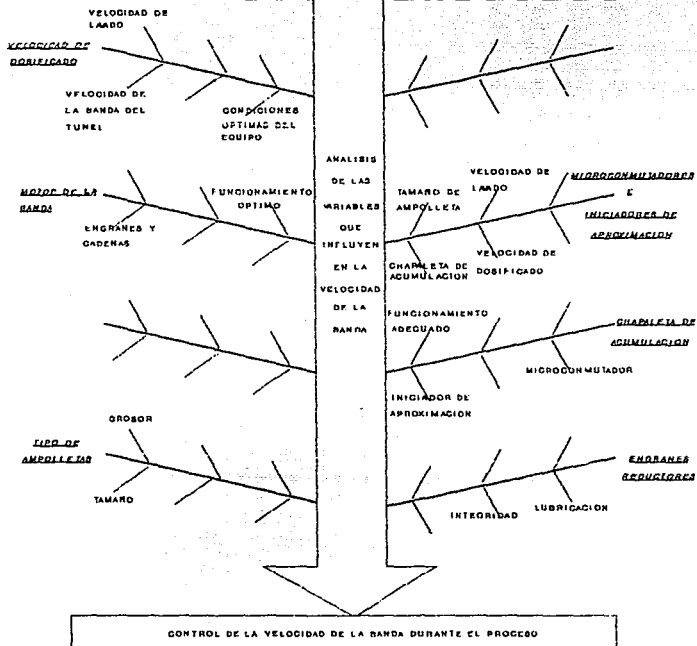 VELOCIDAD DE
LAADO
VELOCIDAD DE
DOSIFICADO
VELOCIDAD DE
LA BANDA DEL
TUNEL
CONDICIONES
OPTIMAS DEL
EQUIPO
MOTOR DE LA
BANDA
FUNCIONAMIENTO
OPTIMO
ENGRANES Y
CADENAS
TIPO DE
AMPOLLETAS
GROSOR
TAMAÑO
ANALISIS
DE LAS
VARIABLES
QUE
INFLUYEN
EN LA
VELOCIDAD
DE LA
BANDA
TAMAÑO DE
AMPOLLETA
VELOCIDAD DE
LAADO
MICROCONMUTADORES
E
INICIADORES DE
APROXIMACION
CHAPALETA DE
ACUMULACION
VELOCIDAD DE
DOSIFICADO
FUNCIONAMIENTO
ADECUADO
CHAPALETA DE
ACUMULACION
MICROCONMUTADOR
INICIADOR DE
APROXIMACION
ENGRANES
REDUCTORES
INTEGRIDAD
LUBRICACION
CONTROL DE LA VELOCIDAD DE LA BANDA DURANTE EL PROCESO